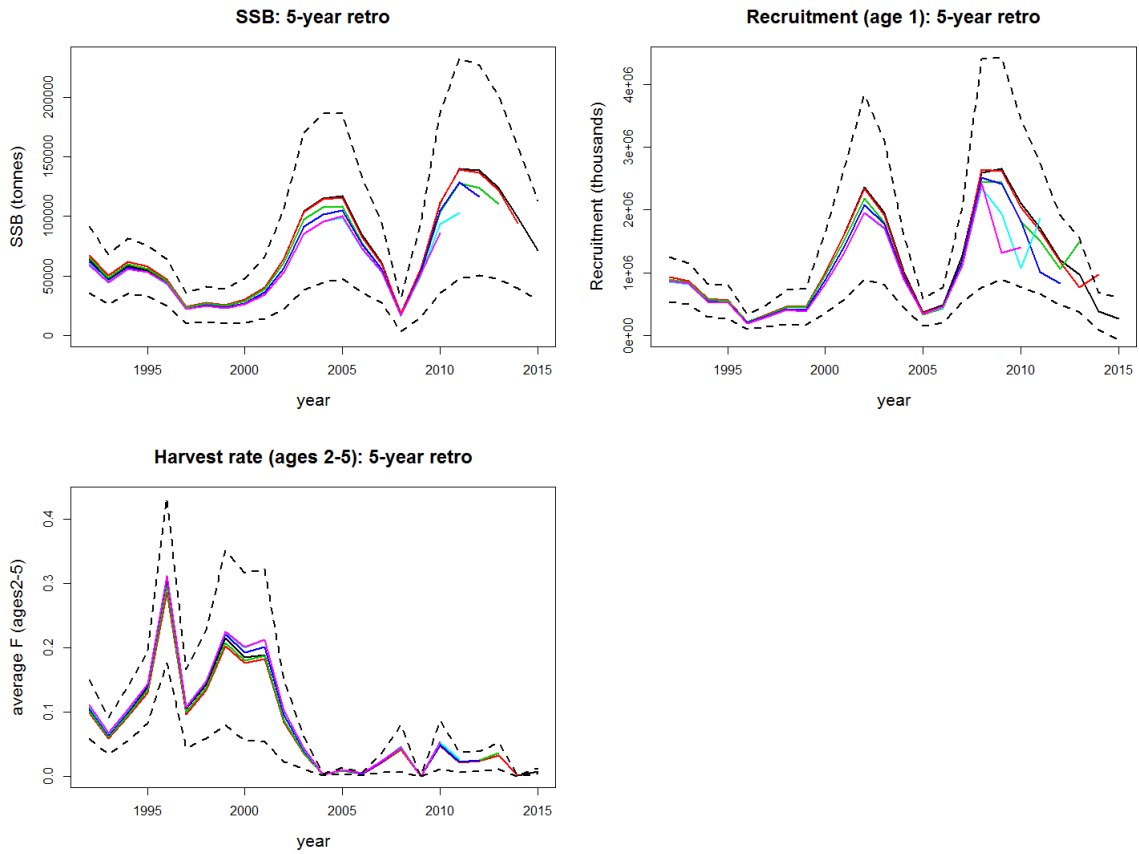 SSB: 5-year retro
SSB (tonnes)
200000
150000
100000
50000
0
1995 2000 2005 2010 2015
year
Recruitment (age 1): 5-year retro
Recruitment (thousands)
4e+06
3e+06
2e+06
1e+06
0e+00
1995 2000 2005 2010 2015
year
Harvest rate (ages 2-5): 5-year retro
average F (ages2-5)
0.4
0.3
0.2
0.1
0.0
1995 2000 2005 2010 2015
year